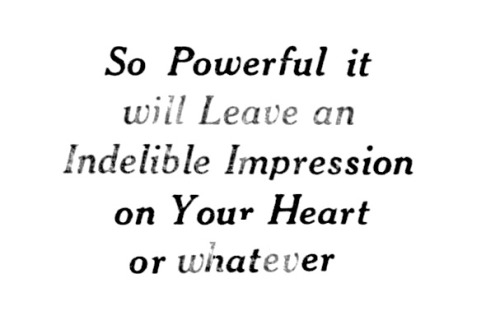 So Powerful it
will Leave an
Indelible Impression
on Your Heart
or whatever